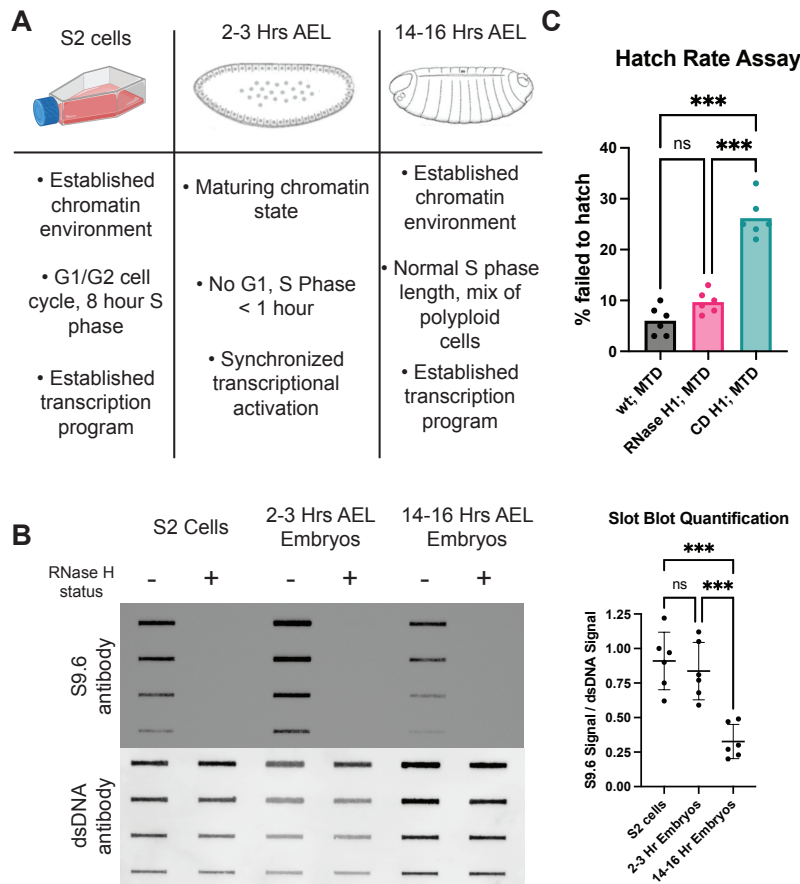 A
S2 cells
2-3 Hrs AEL
14-16 Hrs AEL
• Established
chromatin
environment
• G1/G2 cell
cycle, 8 hour S
phase
• Established
transcription
program
• Maturing chromatin
state
• No G1, S Phase
< 1 hour
• Synchronized
transcriptional
activation
• Established
chromatin
environment
• Normal S phase
length, mix of
polyploid
cells
• Established
transcription
program
C
Hatch Rate Assay
***
ns
***
% failed to hatch
40
30
20
10
0
wt; MTD
RNase H1; MTD
CD H1; MTD
B
S2 Cells
2-3 Hrs AEL
Embryos
14-16 Hrs AEL
Embryos
RNase H
status
- + - + - +
S9.6
antibody
dsDNA
antibody
Slot Blot Quantification
***
ns
***
S9.6 Signal / dsDNA Signal
1.25
1.00
0.75
0.50
0.25
0.00
S2 cells
2-3 Hr Embryos
14-16 Hr Embryos